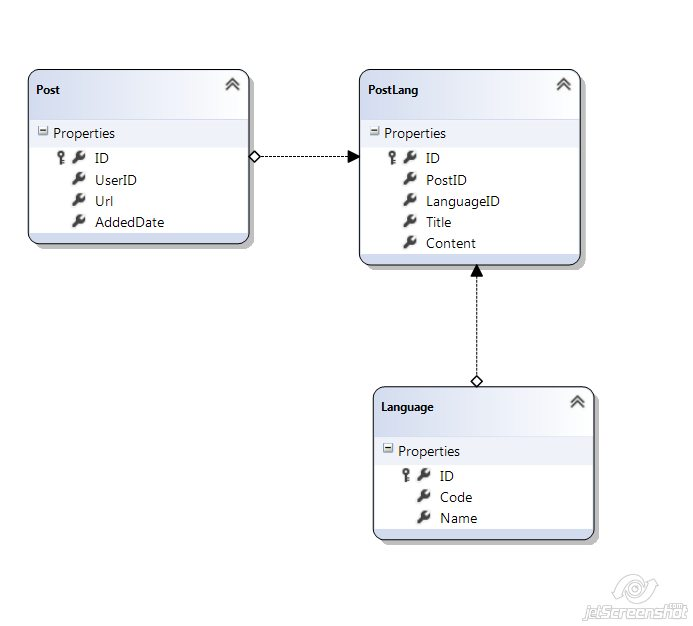 Post
Properties
ID
UserID
Url
AddedDate
PostLang
Properties
ID
PostID
LanguageID
Title
Content
Language
Properties
ID
Code
Name
jetScreenshot.com